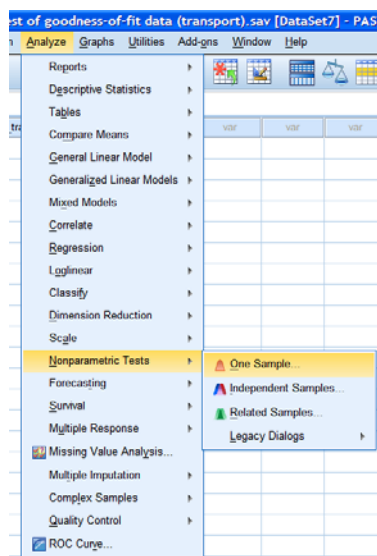 est of goodness-of-fit data (transport).sav [DataSet7] - PAS
Analyze Graphs Utilities Add-ons Window Help
Reports
Descriptive Statistics
Tables
tra var var var
Compare Means
General Linear Model
Generalized Linear Models
Mixed Models
Correlate
Regression
Loglinear
Classify
Dimension Reduction
Scale
Nonparametric Tests
One Sample...
Forecasting
Independent Samples...
Survival
Related Samples...
Multiple Response
Legacy Dialogs
Missing Value Analysis...
Multiple Imputation
Complex Samples
Quality Control
ROC Curve...